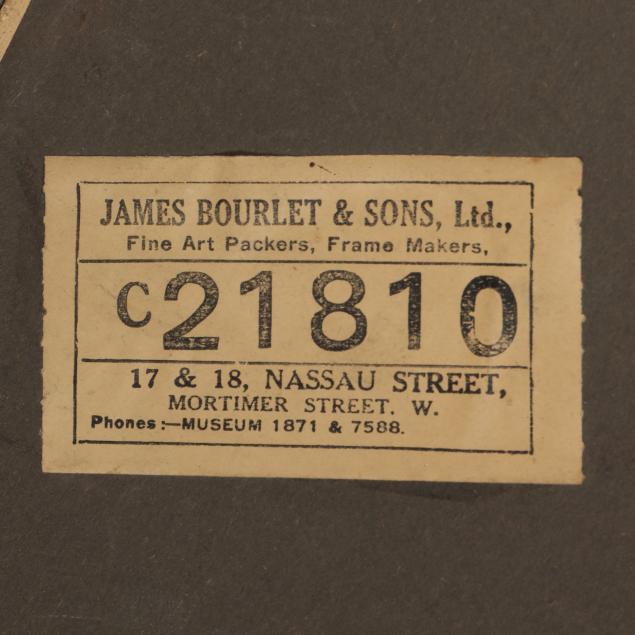 JAMES BOURLET & SONS, Ltd.,
Fine Art Packers, Frame Makers,
C21810
17 & 18, NASSAU STREET,
MORTIMER STREET. W.
Phones:—MUSEUM 1871 & 7588.